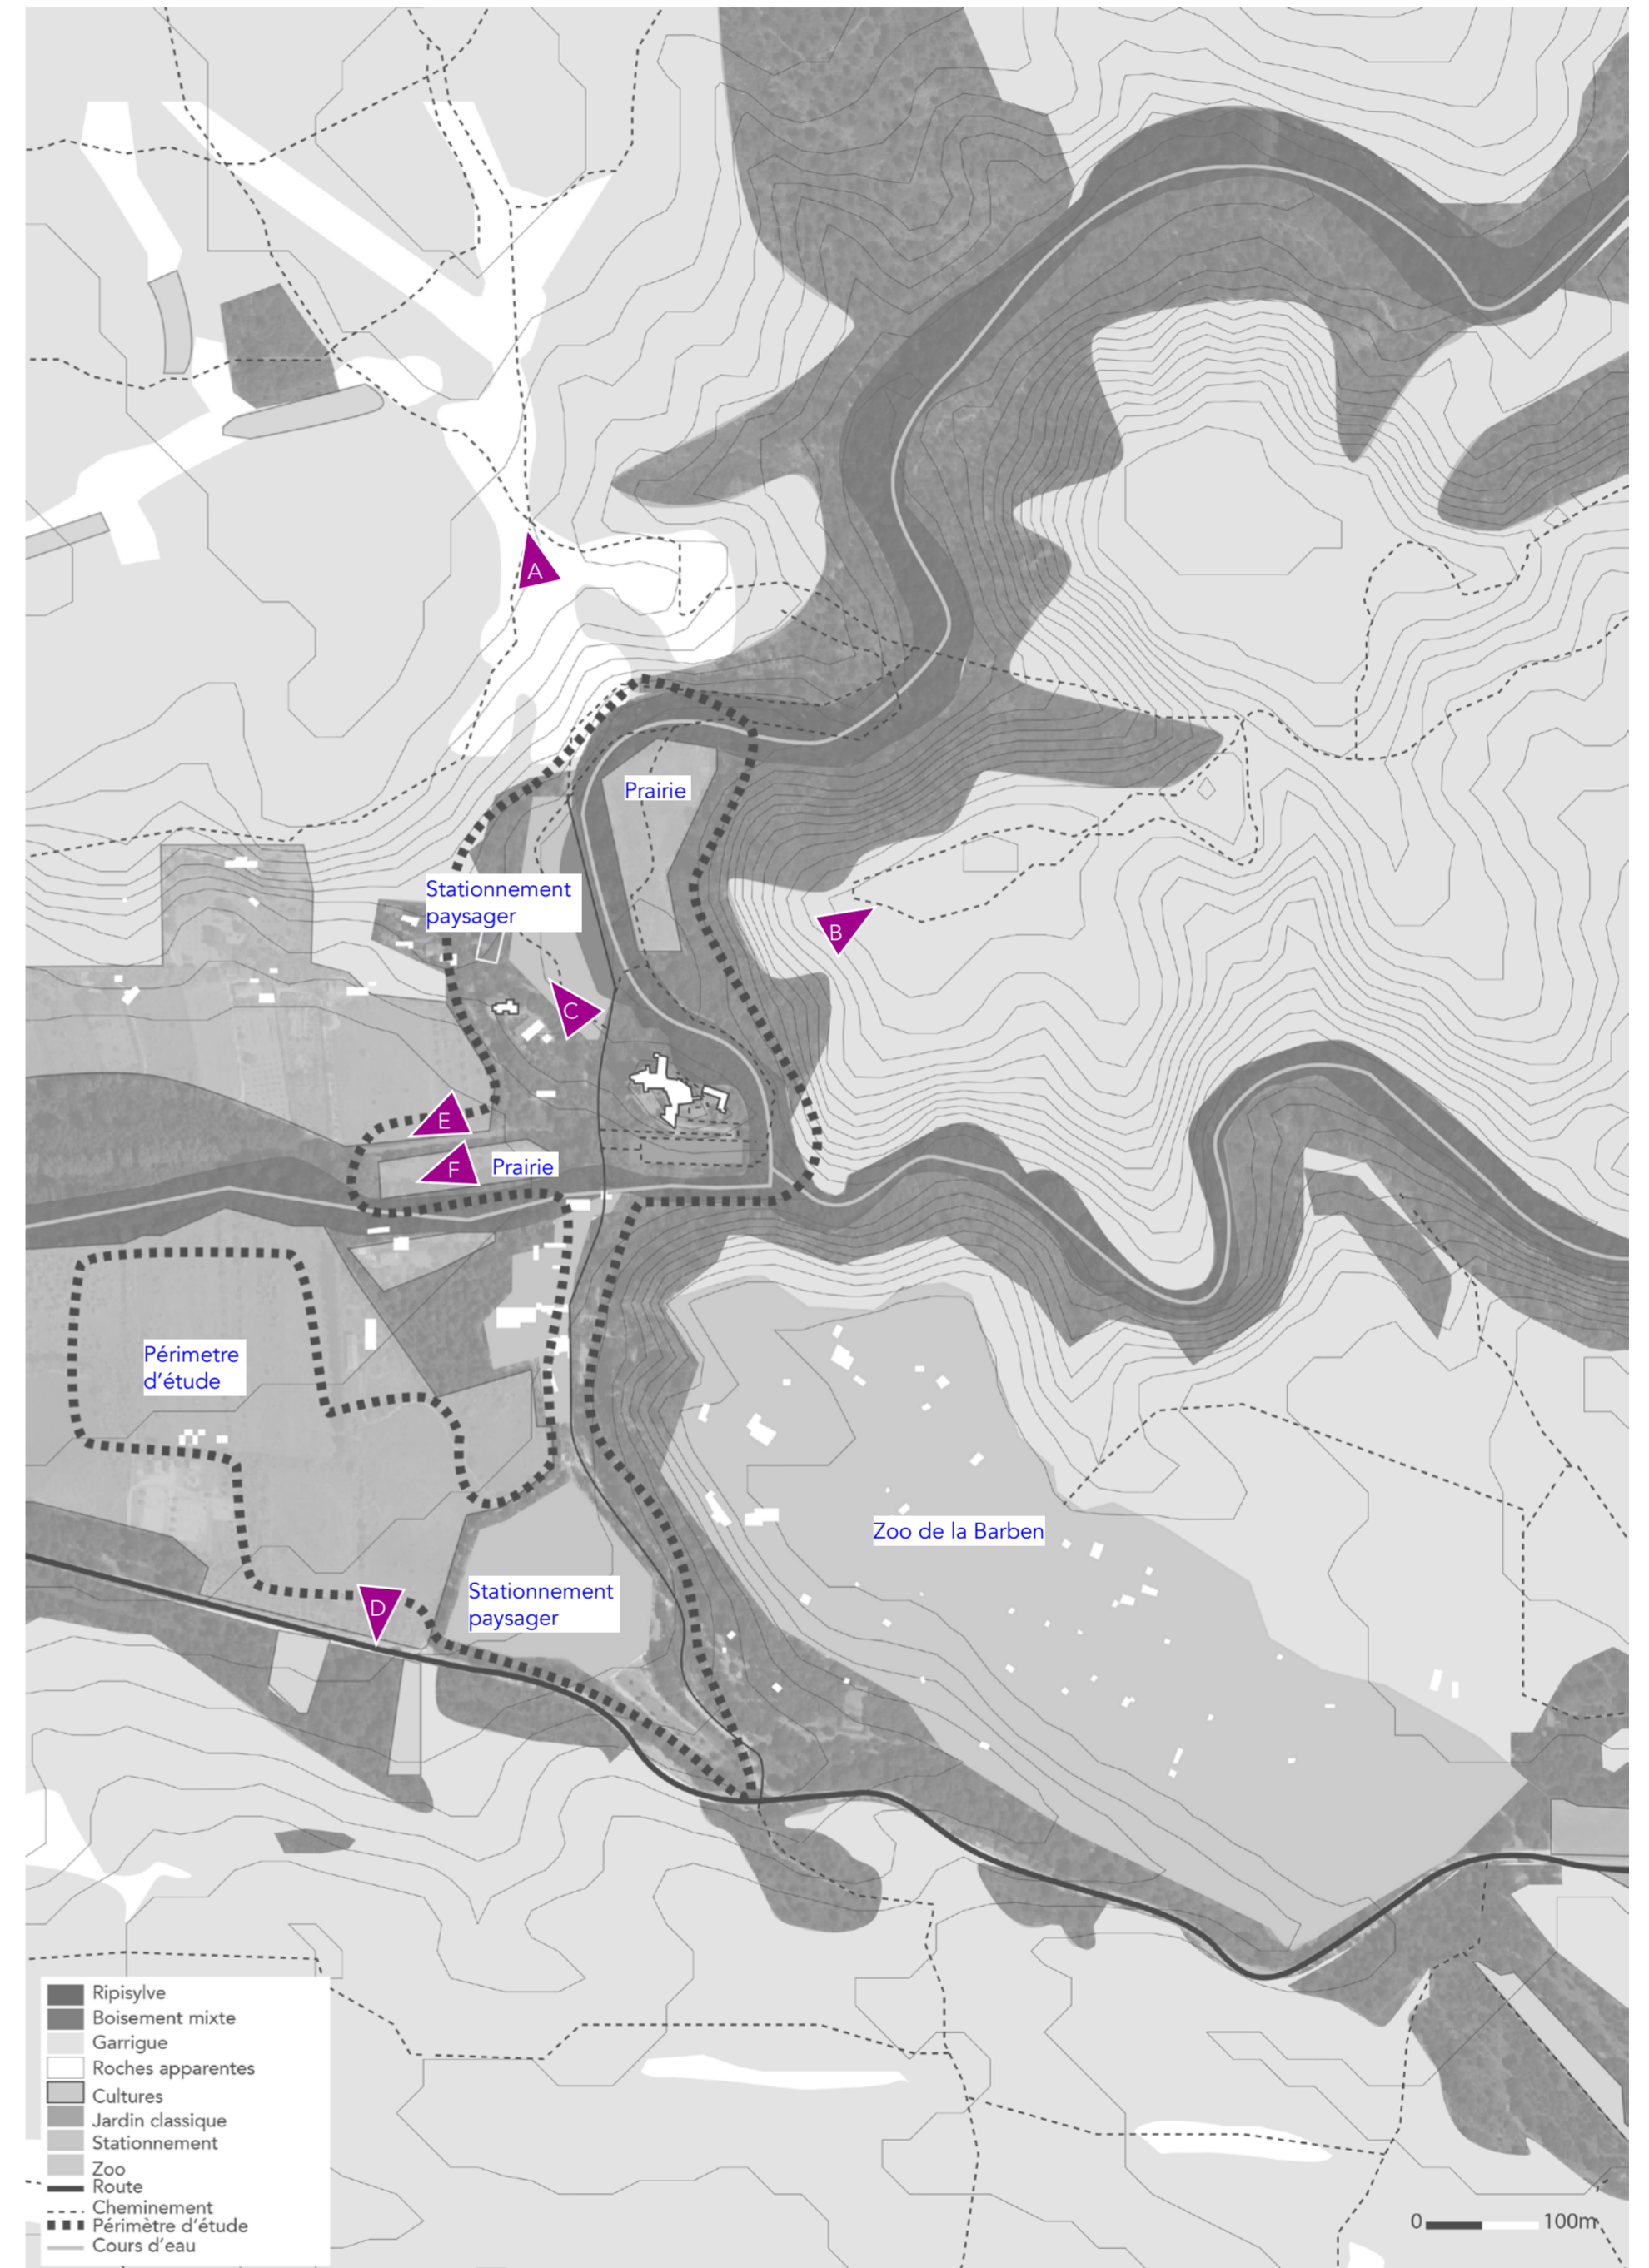 A
Prairie
Stationnement
paysager
B
C
E
F
Prairie
Périmetre
d'étude
Zoo de la Barben
Stationnement
paysager
D
Ripisylve
Boisement mixte
Garrigue
Roches apparentes
Cultures
Jardin classique
Stationnement
Zoo
Route
Cheminement
Périmètre d'étude
Cours d'eau
0 100m